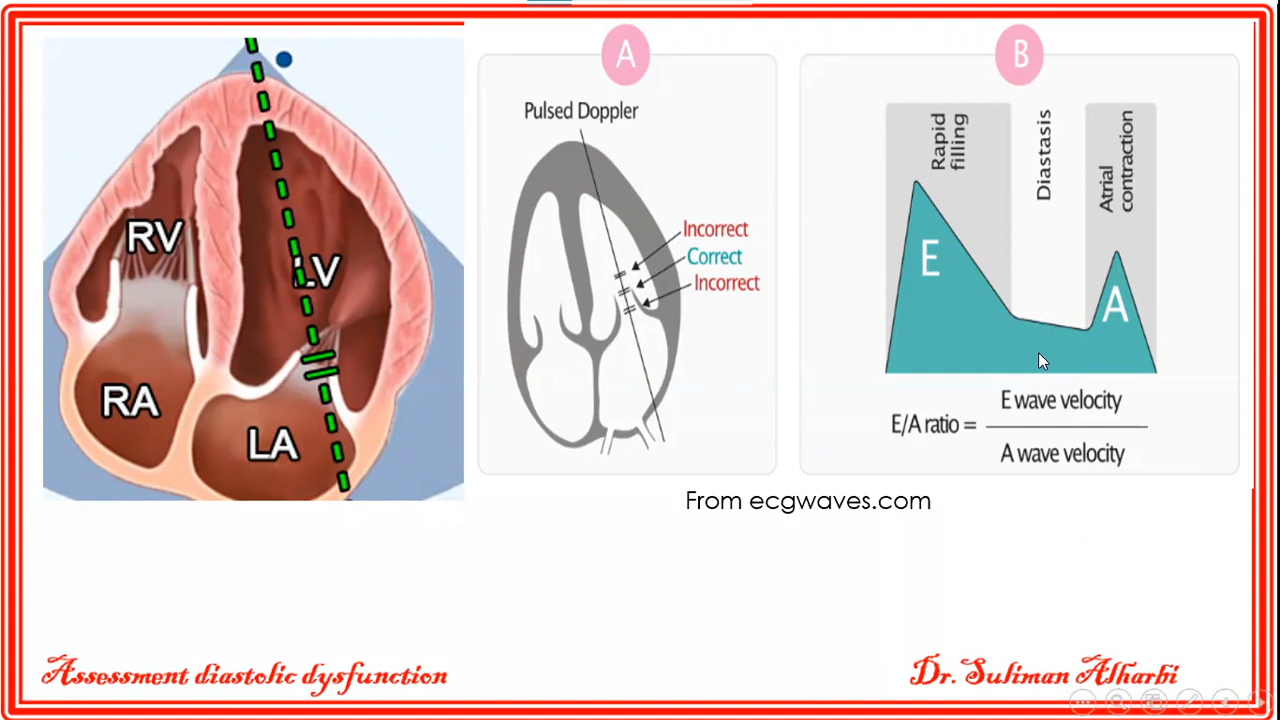 RV
LV
RA
LA
A
Pulsed Doppler
Incorrect
Correct
Incorrect
B
Rapid
filling
Diastasis
Atrial
contraction
E
A
E/A ratio =
E wave velocity
A wave velocity
From ecgwaves.com
Assessment diastolic dysfunction
Dr. Suliman Alharbi